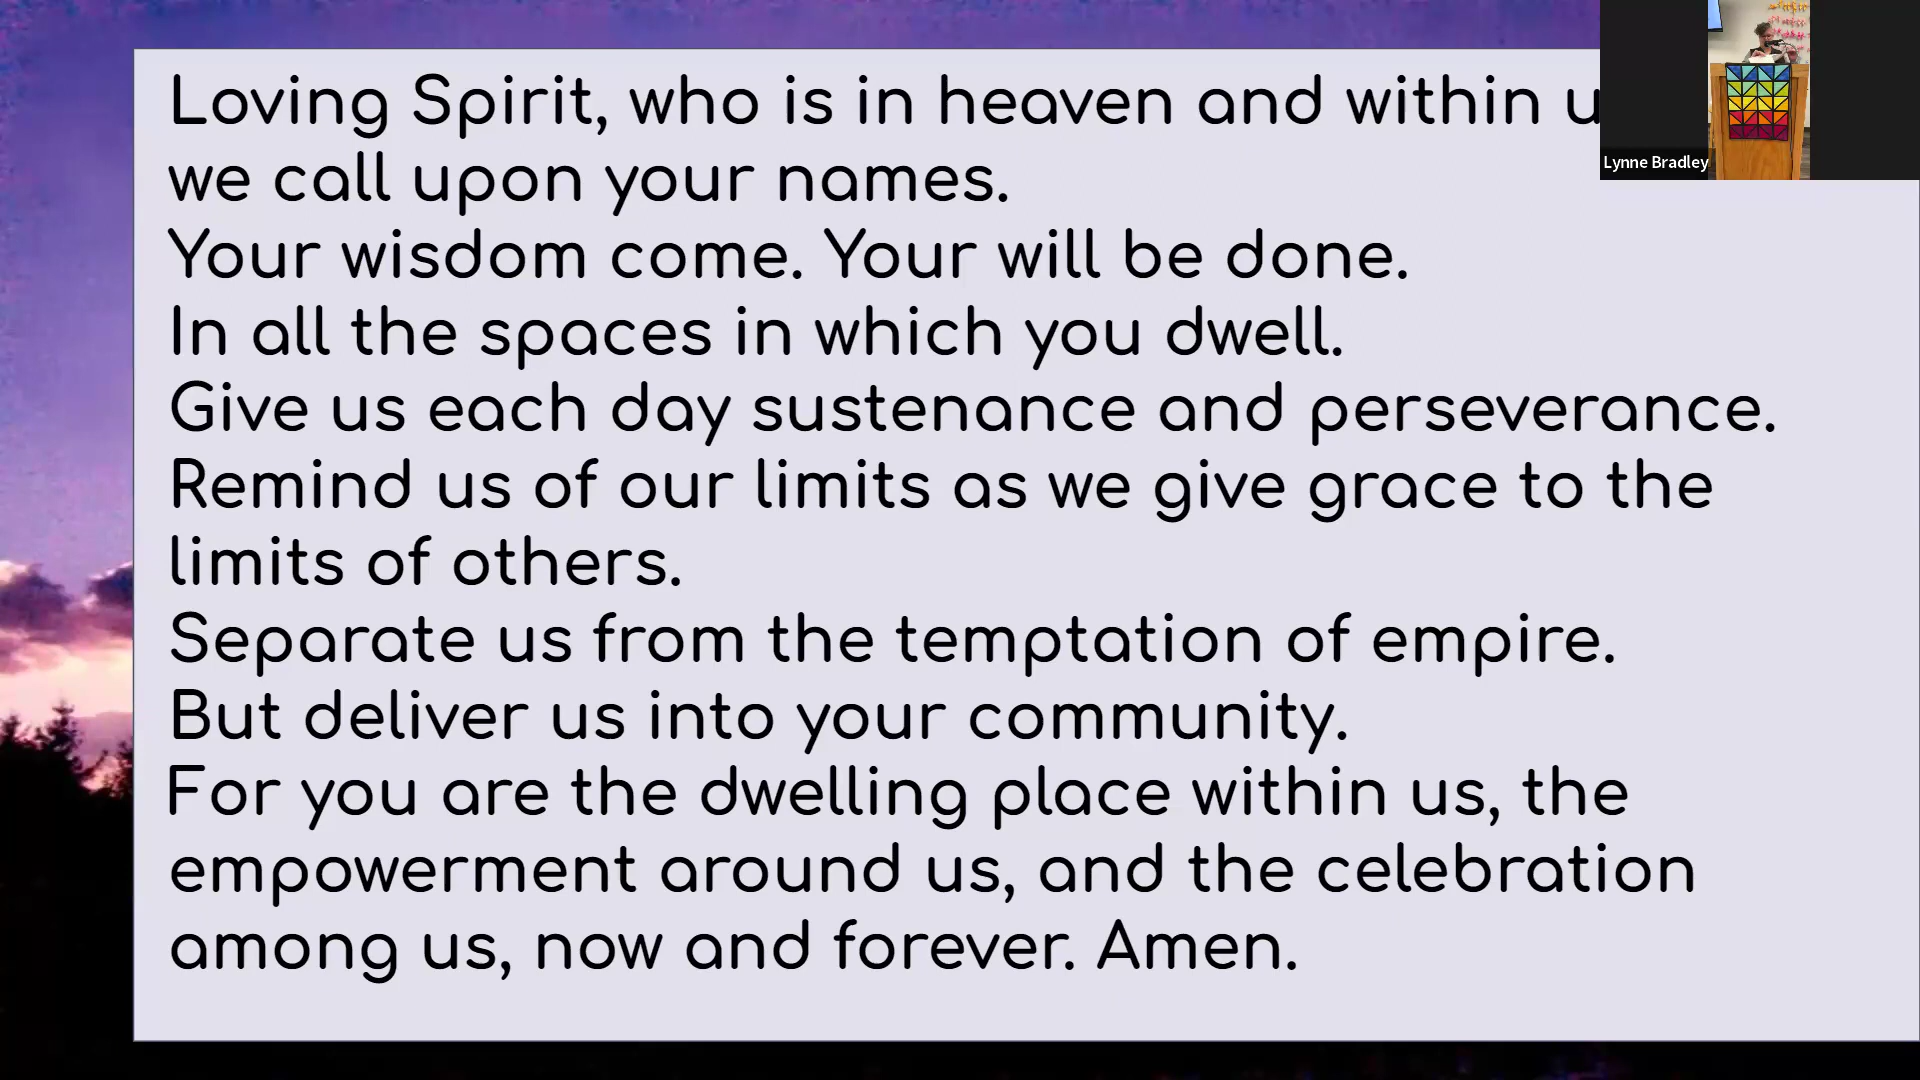 Loving Spirit, who is in heaven and within
we call upon your names.
Your wisdom come. Your will be done.
In all the spaces in which you dwell.
Give us each day sustenance and perseverance.
Remind us of our limits as we give grace to the
limits of others.
Separate us from the temptation of empire.
But deliver us into your community.
For you are the dwelling place within us, the
empowerment around us, and the celebration
among us, now and forever. Amen.
Lynne Bradley